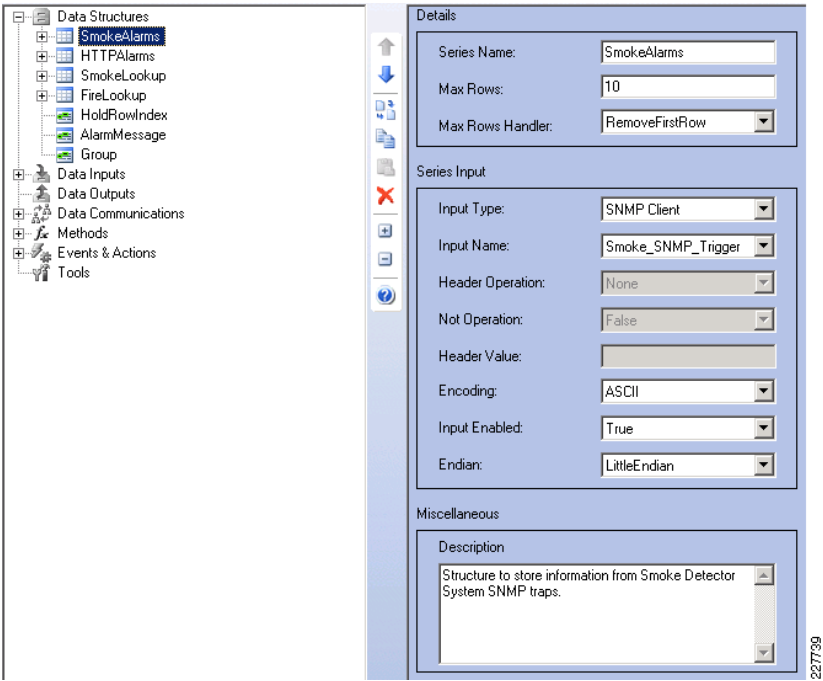 Data Structures
SmokeAlarms
HTTPAlarms
SmokeLookup
FireLookup
HoldRowIndex
AlarmMessage
Group
Data Inputs
Data Outputs
Data Communications
Methods
Events & Actions
Tools
Details
Series Name: SmokeAlarms
Max Rows: 10
Max Rows Handler: RemoveFirstRow
Series Input
Input Type: SNMP Client
Input Name: Smoke_SNMP_Trigger
Header Operation: None
Not Operation: False
Header Value:
Encoding: ASCII
Input Enabled: True
Endian: LittleEndian
Miscellaneous
Description
Structure to store information from Smoke Detector
System SNMP traps.
227739